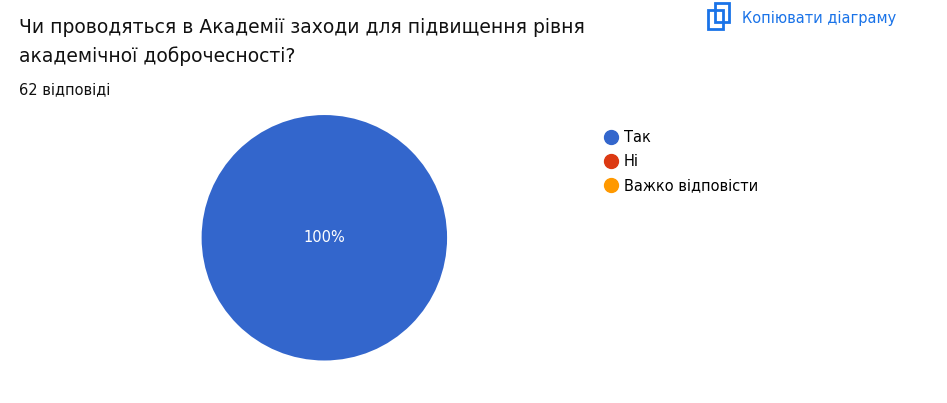 Чи проводяться в Академії заходи для підвищення рівня
академічної доброчесності?
Копіювати діаграму
62 відповіді
Так
Ні
Важко відповісти
100%